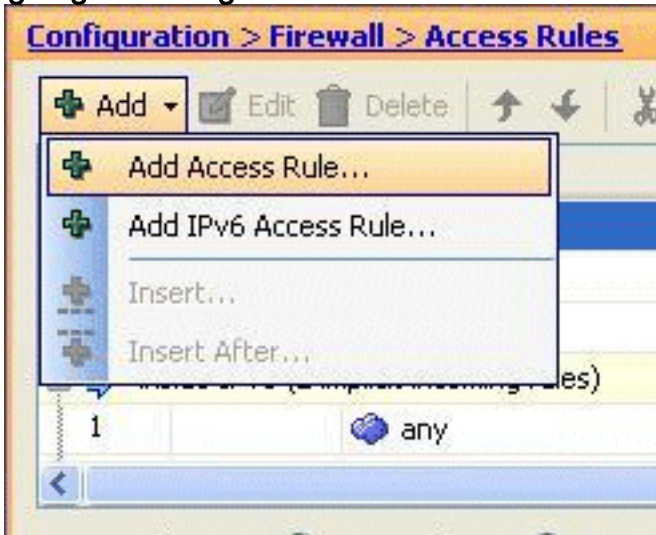 Configuration > Firewall > Access Rules
Add Edit Delete
Add Access Rule...
Add IPv6 Access Rule...
Insert...
Insert After...
1 any